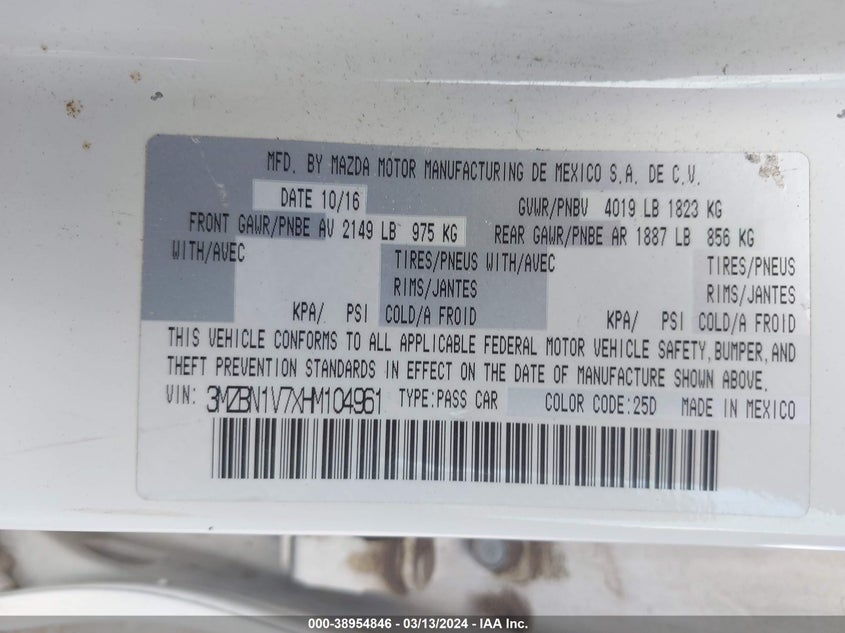 MFD. BY MAZDA MOTOR MANUFACTURING DE MEXICO S.A. DE C.V.
DATE 10/16 GVWR/PNBV 4019 LB 1823 KG
FRONT GAWR/PNBE AV 2149 LB 975 KG REAR GAWR/PNBE AR 1887 LB 856 KG
WITH/AVEC TIRES/PNEUS WITH/AVEC TIRES/PNEUS
RIMS/JANTES RIMS/JANTES
KPA/ PSI COLD/A FROID KPA/ PSI COLD/A FROID
THIS VEHICLE CONFORMS TO ALL APPLICABLE FEDERAL MOTOR VEHICLE SAFETY, BUMPER, AND
THEFT PREVENTION STANDARDS IN EFFECT ON THE DATE OF MANUFACTURE SHOWN ABOVE.
VIN: 3MZBN1V7XHM104961 TYPE:PASS CAR COLOR CODE:25D MADE IN MEXICO
000-38954846 - 03/13/2024 - IAA Inc.